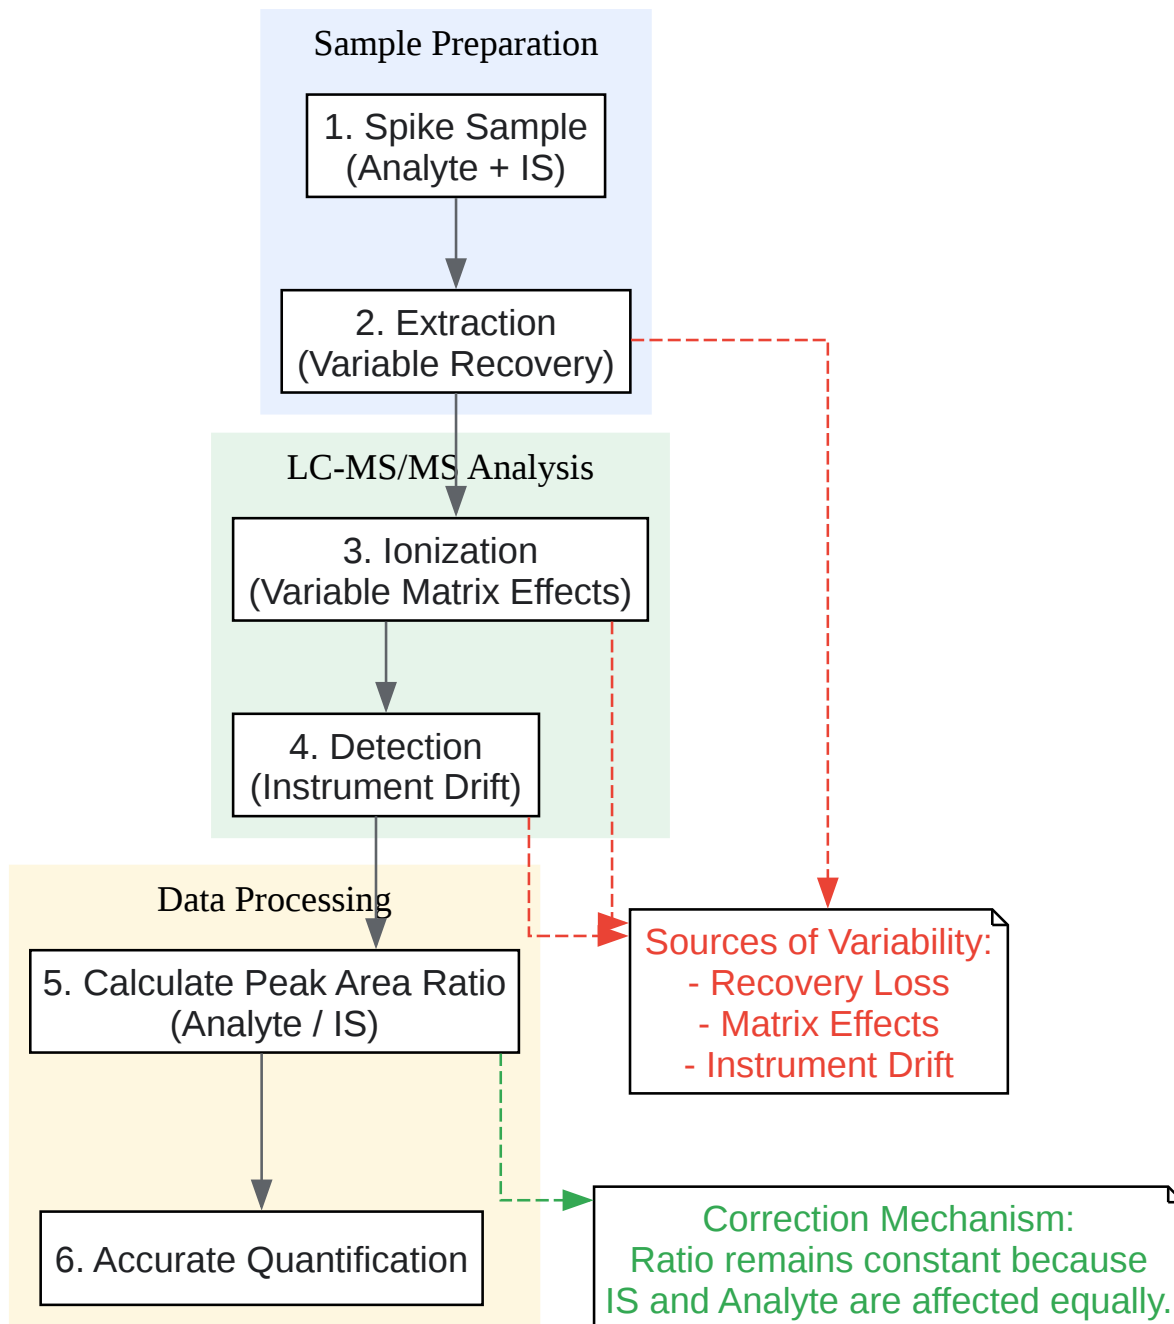 Sample Preparation
1. Spike Sample
(Analyte + IS)
2. Extraction
(Variable Recovery)
LC-MS/MS Analysis
3. Ionization
(Variable Matrix Effects)
4. Detection
(Instrument Drift)
Data Processing
5. Calculate Peak Area Ratio
(Analyte / IS)
Sources of Variability:
- Recovery Loss
- Matrix Effects
- Instrument Drift
6. Accurate Quantification
Correction Mechanism:
Ratio remains constant because
IS and Analyte are affected equally.